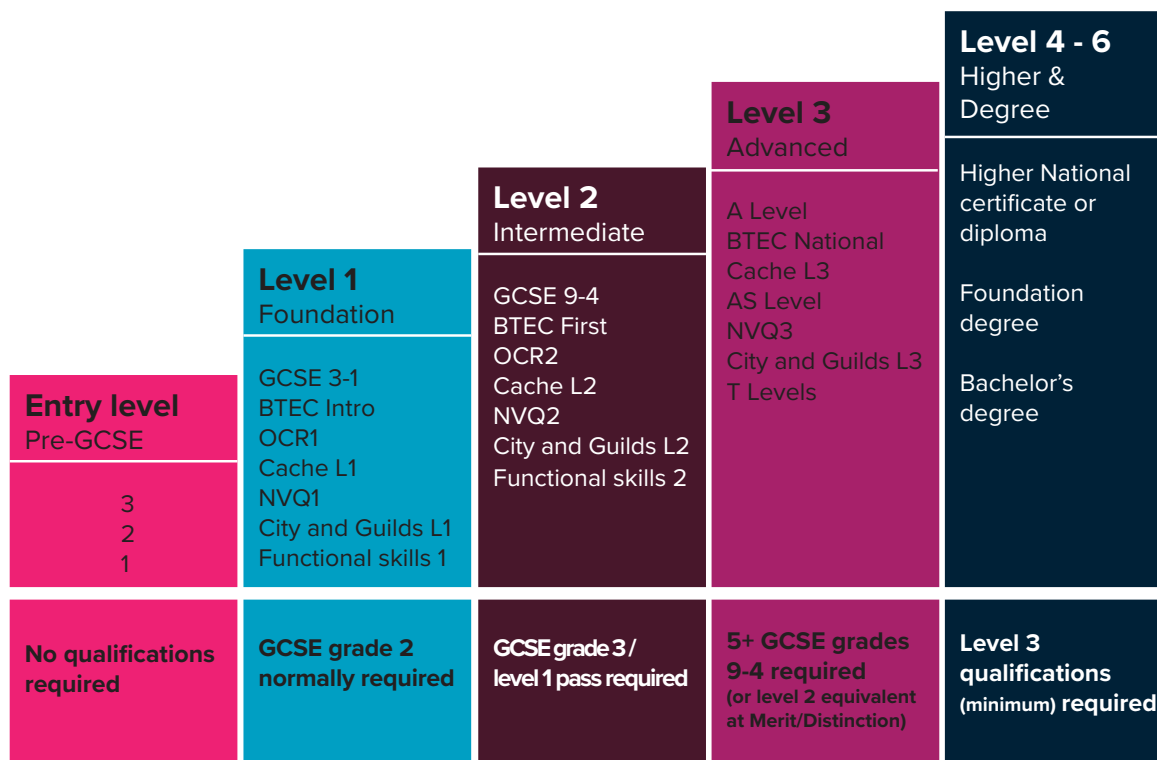 Entry level
Pre-GCSE
3
2
1
No qualifications
required
Level 1
Foundation
GCSE 3-1
BTEC Intro
OCR1
Cache L1
NVQ1
City and Guilds L1
Functional skills 1
GCSE grade 2
normally required
Level 2
Intermediate
GCSE 9-4
BTEC First
OCR2
Cache L2
NVQ2
City and Guilds L2
Functional skills 2
GCSE grade 3 /
level 1 pass required
Level 3
Advanced
A Level
BTEC National
Cache L3
AS Level
NVQ3
City and Guilds L3
T Levels
5+ GCSE grades
9-4 required
(or level 2 equivalent
at Merit/Distinction)
Level 4 - 6
Higher &
Degree
Higher National
certificate or
diploma
Foundation
degree
Bachelor’s
degree
Level 3
qualifications
(minimum) required